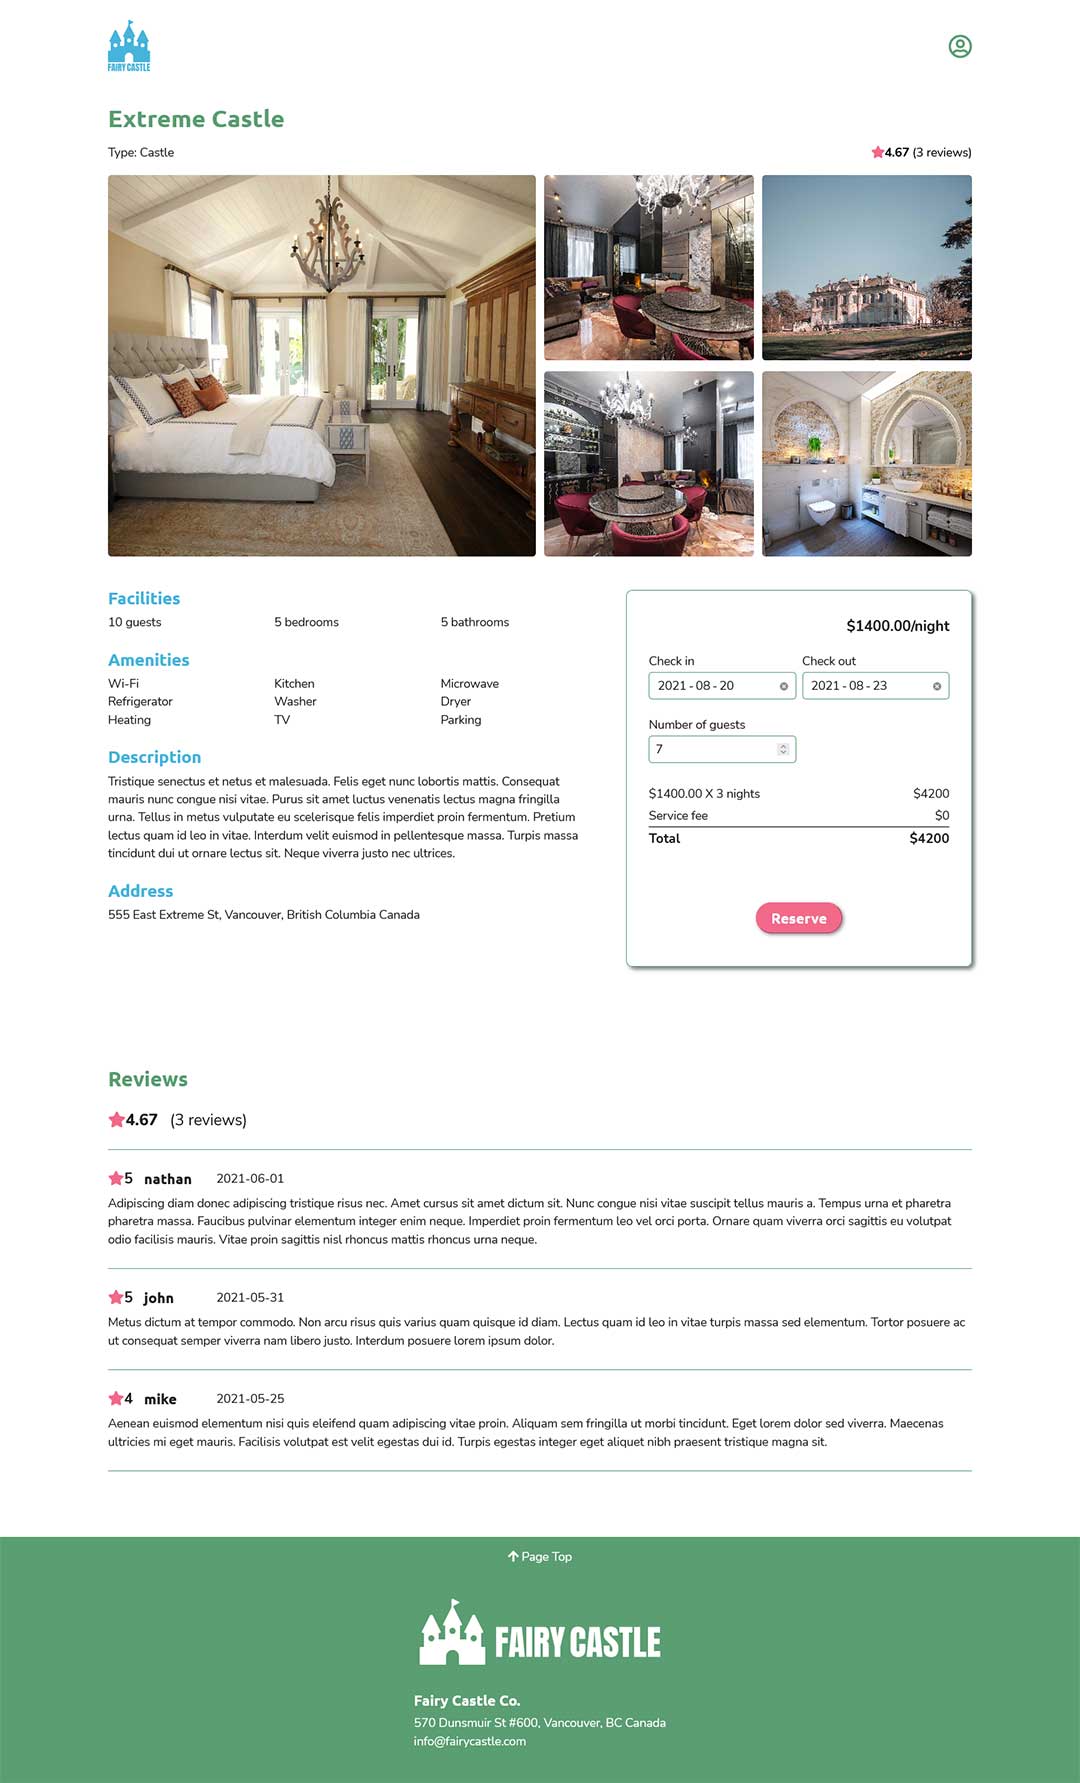 FAIRY CASTLE
Extreme Castle
Type: Castle
4.67 (3 reviews)
Facilities
10 guests 5 bedrooms 5 bathrooms
Amenities
Wi-Fi Kitchen Microwave
Refrigerator Washer Dryer
Heating TV Parking
Description
Tristique senectus et netus et malesuada. Felis eget nunc lobortis mattis. Consequat
mauris nunc congue nisi vitae. Purus sit amet luctus venenatis lectus magna fringilla
urna. Tellus in metus vulputate eu scelerisque felis imperdiet proin fermentum. Pretium
lectus quam id leo in vitae. Interdum velit euismod in pellentesque massa. Turpis massa
tincidunt dui ut ornare lectus sit. Neque viverra justo nec ultrices.
Address
555 East Extreme St, Vancouver, British Columbia Canada
$1400.00/night
Check in Check out
2021 - 08 - 20 2021 - 08 - 23
Number of guests
7
$1400.00 X 3 nights $4200
Service fee $0
Total $4200
Reserve
Reviews
4.67 (3 reviews)
5 nathan 2021-06-01
Adipiscing diam donec adipiscing tristique risus nec. Amet cursus sit amet dictum sit. Nunc congue nisi vitae suscipit tellus mauris a. Tempus urna et pharetra
pharetra massa. Faucibus pulvinar elementum integer enim neque. Imperdiet proin fermentum leo vel orci porta. Ornare quam viverra orci sagittis eu volutpat
odio facilisis mauris. Vitae proin sagittis nisl rhoncus mattis rhoncus urna neque.
5 john 2021-05-31
Metus dictum at tempor commodo. Non arcu risus quis varius quam quisque id diam. Lectus quam id leo in vitae turpis massa sed elementum. Tortor posuere ac
ut consequat semper viverra nam libero justo. Interdum posuere lorem ipsum dolor.
4 mike 2021-05-25
Aenean euismod elementum nisi quis eleifend quam adipiscing vitae proin. Aliquam sem fringilla ut morbi tincidunt. Eget lorem dolor sed viverra. Maecenas
ultricies mi eget mauris. Facilisis volutpat est velit egestas dui id. Turpis egestas integer eget aliquet nibh praesent tristique magna sit.
Page Top
FAIRY CASTLE
Fairy Castle Co.
570 Dunsmuir St #600, Vancouver, BC Canada
info@fairycastle.com